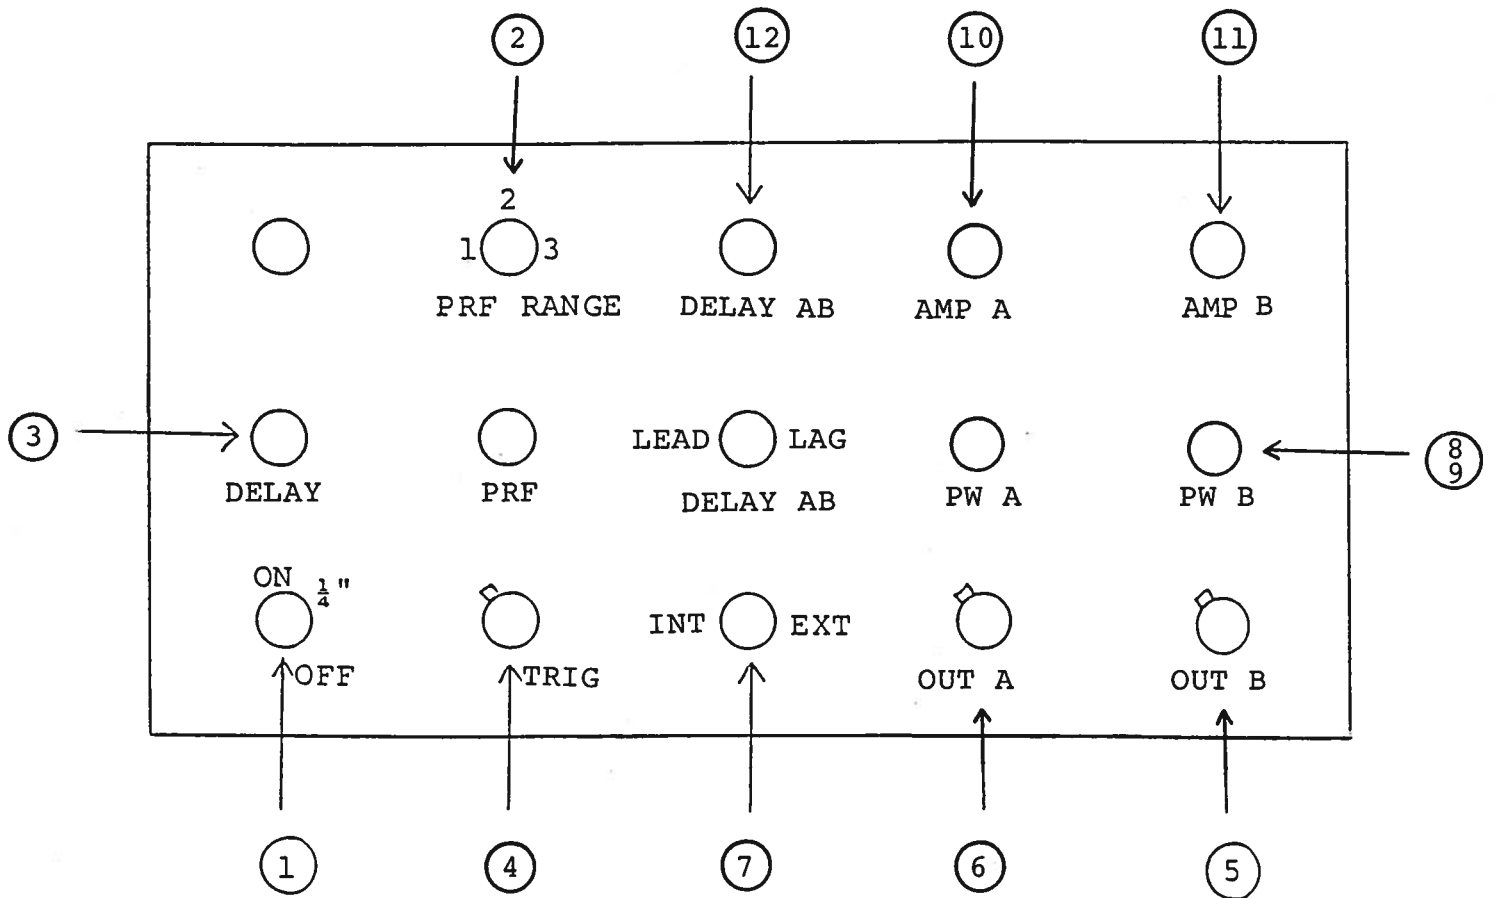 2 12 10 11
2
1 3
PRF RANGE DELAY AB AMP A AMP B
3 LEAD LAG 8
9
DELAY PRF DELAY AB PW A PW B
ON 1/4"
INT EXT
OFF TRIG OUT A OUT B
1 4 7 6 5